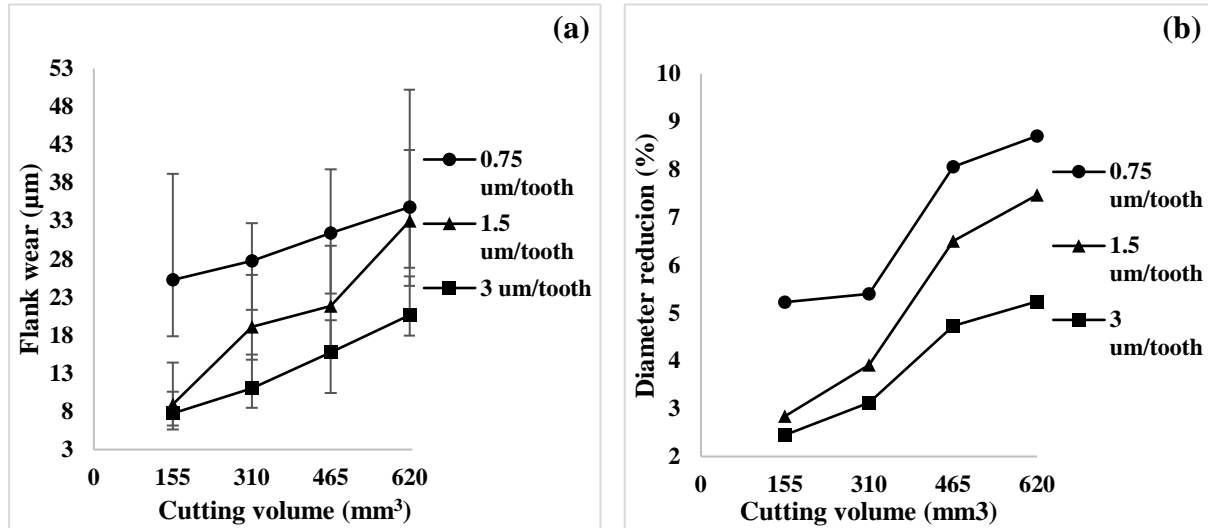 (a)
53
48
43
38
33
28
23
18
13
8
3
Flank wear (µm)
0 155 310 465 620
Cutting volume (mm³)
0.75
um/tooth
1.5
um/tooth
3 um/tooth
(b)
10
9
8
7
6
5
4
3
2
Diameter reducion (%)
0 155 310 465 620
Cutting volume (mm3)
0.75
um/tooth
1.5
um/tooth
3
um/tooth